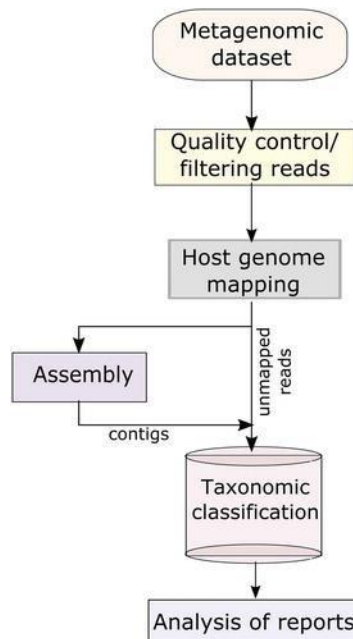 Metagenomic
dataset
Quality control/
filtering reads
Host genome
mapping
Assembly
unmapped
reads
contigs
Taxonomic
classification
Analysis of reports